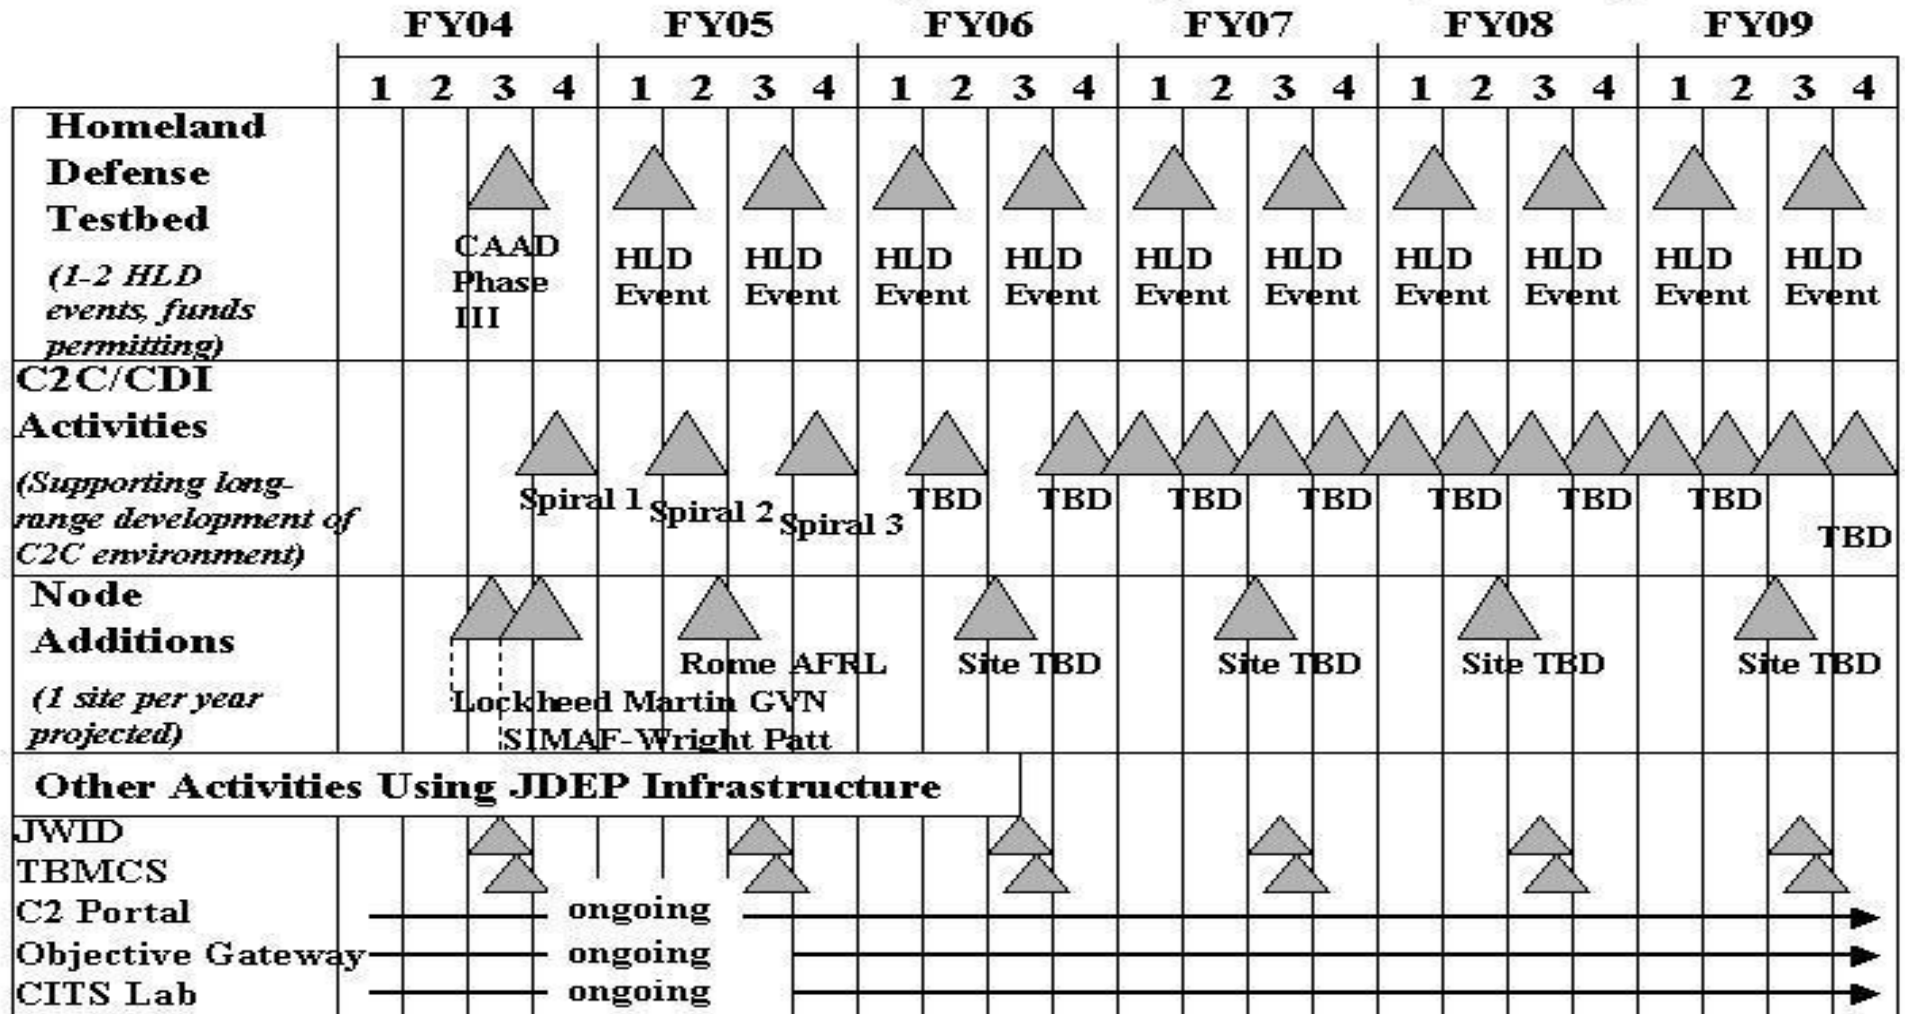 FY04 FY05 FY06 FY07 FY08 FY09
1 2 3 4 1 2 3 4 1 2 3 4 1 2 3 4 1 2 3 4 1 2 3 4
Homeland
Defense
Testbed
(1-2 HLD
events, funds
permitting)
CAAD
Phase
III
HLD
Event
HLD
Event
HLD
Event
HLD
Event
HLD
Event
HLD
Event
HLD
Event
HLD
Event
HLD
Event
HLD
Event
C2C/CDI
Activities
(Supporting long-
range development of
C2C environment)
Spiral 1
Spiral 2
Spiral 3
TBD TBD TBD TBD TBD TBD TBD
TBD
Node
Additions
(1 site per year
projected)
Rome AFRL Site TBD Site TBD Site TBD Site TBD
Lockheed Martin GVN
SIMAF-Wright Patt
Other Activities Using JDEP Infrastructure
JWID
TBMCS
C2 Portal ongoing
Objective Gateway ongoing
CITS Lab ongoing